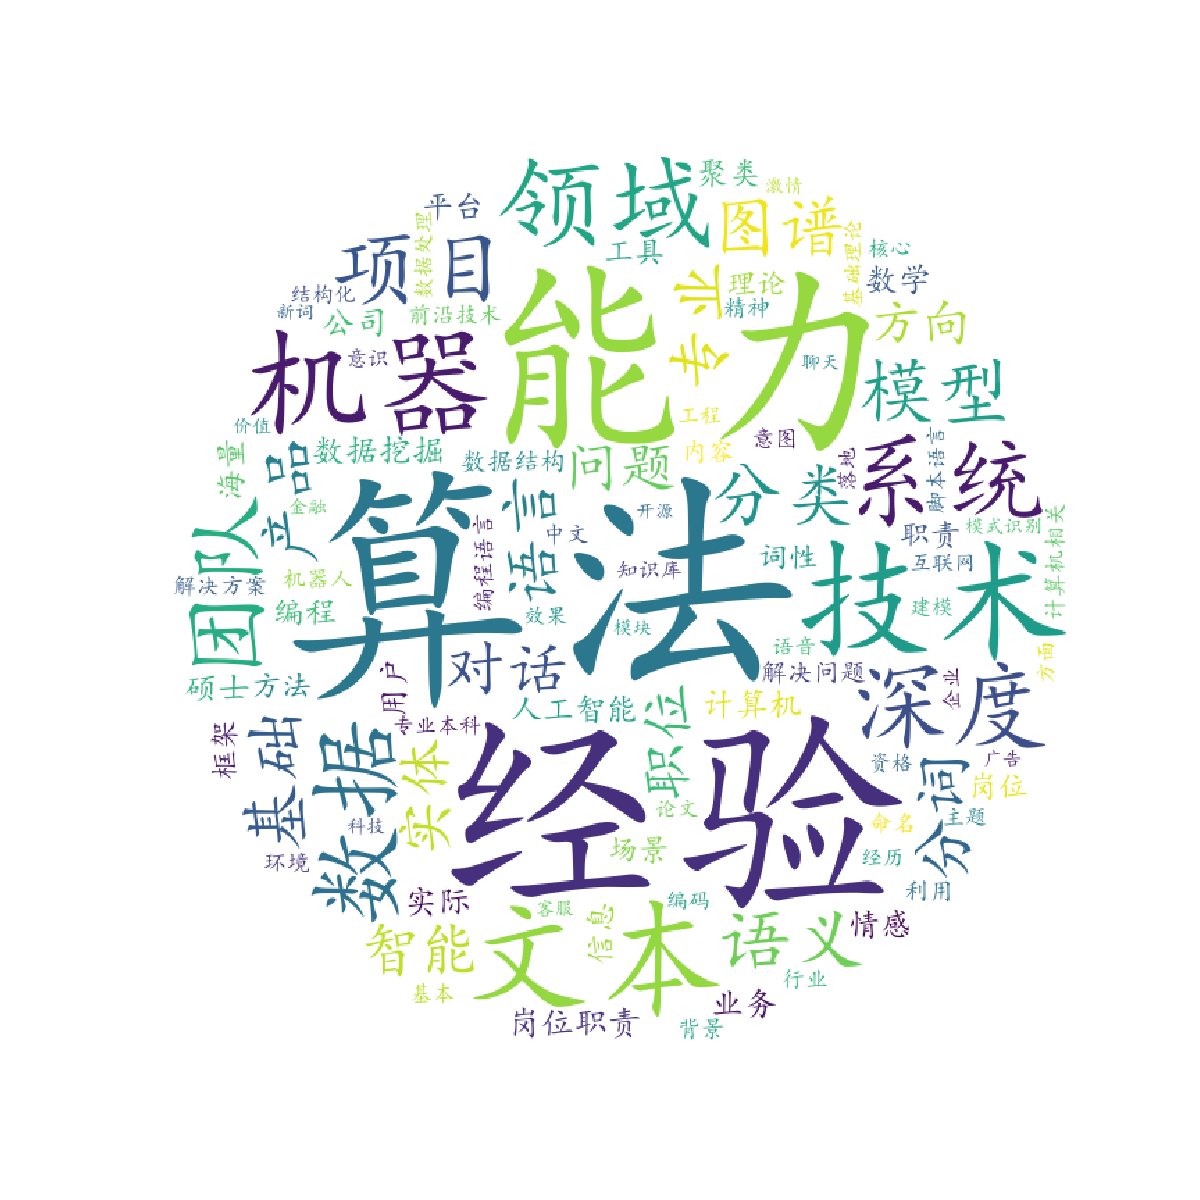 领域
聚类
激情
平台
数据处理
项目
图谱
基础理论
工具
核心
结构化
新词
公司
前沿技术
能力
专业
理论
精神
数学
方向
机器
意识
聊天
模型
价值
海量
产品
数据挖掘
数据结构
问题
工程
内容
意图
落地
系统
脚本语言
金融
团队
算法
编程语言
语言
中文
开源
分类
词性
职责
互联网
模式识别
计算机相关
解决方案
机器人
编程
效果
知识库
模块
技术
建模
语音
硕士方法
用户
对话
人工智能
职位
计算机
解决问题
深度
企业
方面
框架
基础
数据
专业本科
实体
经验
论文
资格
广告
岗位
分词
主题
命名
科技
环境
场景
经历
利用
实际
智能
基本
文本
客服
信息
编码
语义
情感
行业
业务
岗位职责
背景